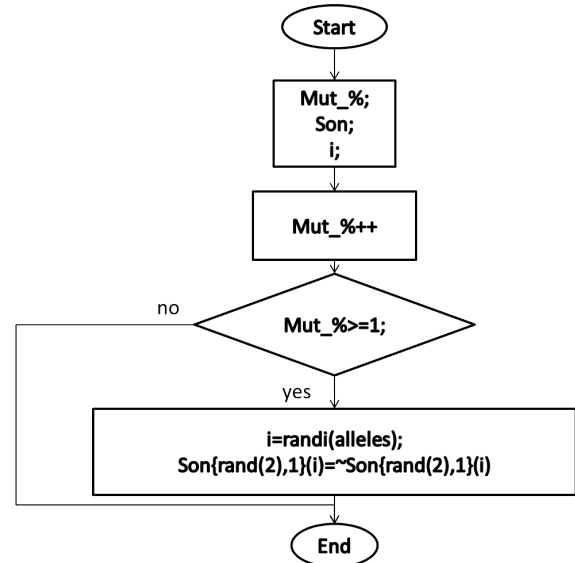 Start
Mut_%;
Son;
i;
Mut_%++
no
Mut_%>=1;
yes
i=randi(alleles);
Son{rand(2),1}(i)=~Son{rand(2),1}(i)
End